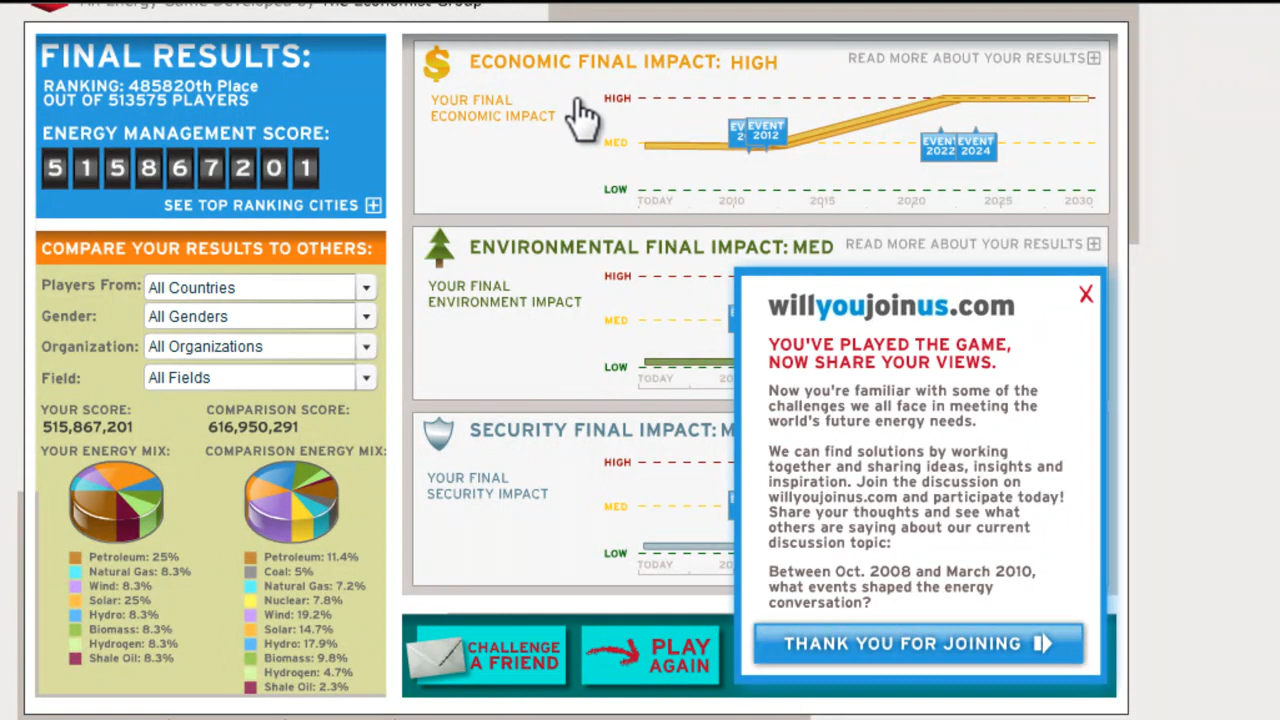 An Energy Game Developed by The Economist Group
FINAL RESULTS:
RANKING: 485820th Place
OUT OF 513575 PLAYERS
ENERGY MANAGEMENT SCORE:
515867201
SEE TOP RANKING CITIES
COMPARE YOUR RESULTS TO OTHERS:
Players From: All Countries
Gender: All Genders
Organization: All Organizations
Field: All Fields
YOUR SCORE:
515,867,201
COMPARISON SCORE:
616,950,291
YOUR ENERGY MIX:
COMPARISON ENERGY MIX:
Petroleum: 25%
Natural Gas: 8.3%
Wind: 8.3%
Solar: 25%
Hydro: 8.3%
Biomass: 8.3%
Hydrogen: 8.3%
Shale Oil: 8.3%
Petroleum: 11.4%
Coal: 5%
Natural Gas: 7.2%
Nuclear: 7.8%
Wind: 19.2%
Solar: 14.7%
Hydro: 17.9%
Biomass: 9.8%
Hydrogen: 4.7%
Shale Oil: 2.3%
$ ECONOMIC FINAL IMPACT: HIGH
READ MORE ABOUT YOUR RESULTS
YOUR FINAL
ECONOMIC IMPACT
HIGH
MED
LOW
EV
2
EVENT
2012
EVENT
2022
EVENT
2024
TODAY 2010 2015 2020 2025 2030
ENVIRONMENTAL FINAL IMPACT: MED
READ MORE ABOUT YOUR RESULTS
YOUR FINAL
ENVIRONMENT IMPACT
HIGH
MED
LOW
TODAY 20
SECURITY FINAL IMPACT: M
YOUR FINAL
SECURITY IMPACT
HIGH
MED
LOW
TODAY 20
CHALLENGE
A FRIEND
PLAY
AGAIN
X
willyoujoinus.com
YOU'VE PLAYED THE GAME,
NOW SHARE YOUR VIEWS.
Now you're familiar with some of the
challenges we all face in meeting the
world's future energy needs.
We can find solutions by working
together and sharing ideas, insights and
inspiration. Join the discussion on
willyoujoinus.com and participate today!
Share your thoughts and see what
others are saying about our current
discussion topic:
Between Oct. 2008 and March 2010,
what events shaped the energy
conversation?
THANK YOU FOR JOINING